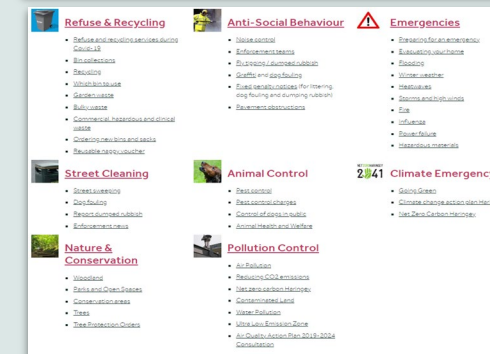 Refuse & Recycling
Refuse and recycling services during
Covid-19
Bin collections
Recycling
Which bin to use
Garden waste
Bulky waste
Commercial, hazardous and clinical
waste
Ordering new bins and sacks
Reusable nappy voucher
Anti-Social Behaviour
Noise control
Enforcement teams
Fly tipping / dumped rubbish
Graffiti and dog fouling
Fixed penalty notices (for littering,
dog fouling and dumping rubbish)
Pavement obstructions
Emergencies
Preparing for an emergency
Evacuating your home
Flooding
Winter weather
Heatwaves
Storms and high winds
Fire
Influenza
Power failure
Hazardous materials
Street Cleaning
Street sweeping
Dog fouling
Report dumped rubbish
Enforcement news
Animal Control
Pest control
Pest control charges
Control of dogs in public
Animal Health and Welfare
2041
Climate Emergency
Going Green
Climate change action plan Har
Net Zero Carbon Haringey
Nature &
Conservation
Woodland
Parks and Open Spaces
Conservation areas
Trees
Tree Protection Orders
Pollution Control
Air Pollution
Reducing CO2 emissions
Net zero carbon Haringey
Contaminated Land
Water Pollution
Ultra Low Emission Zone
Air Quality Action Plan 2019-2024
Consultation